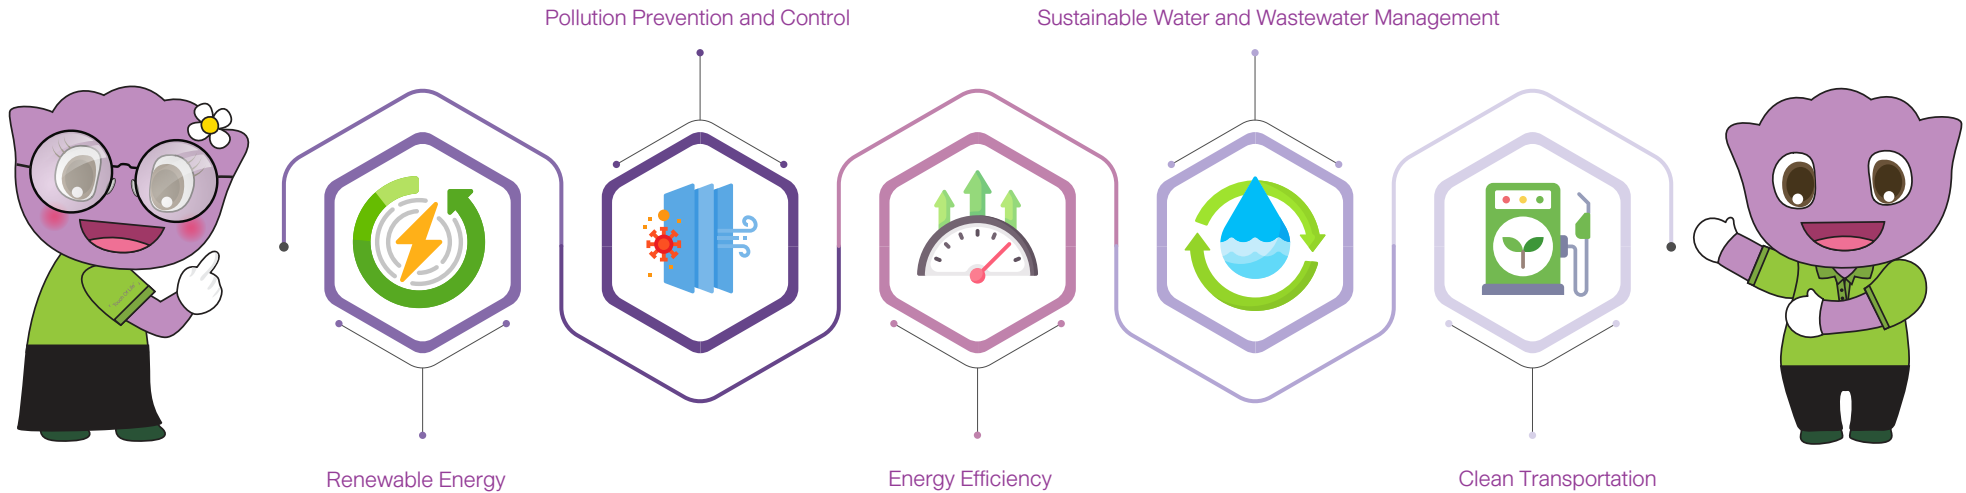 Pollution Prevention and Control
Sustainable Water and Wastewater Management
Renewable Energy
Energy Efficiency
Clean Transportation